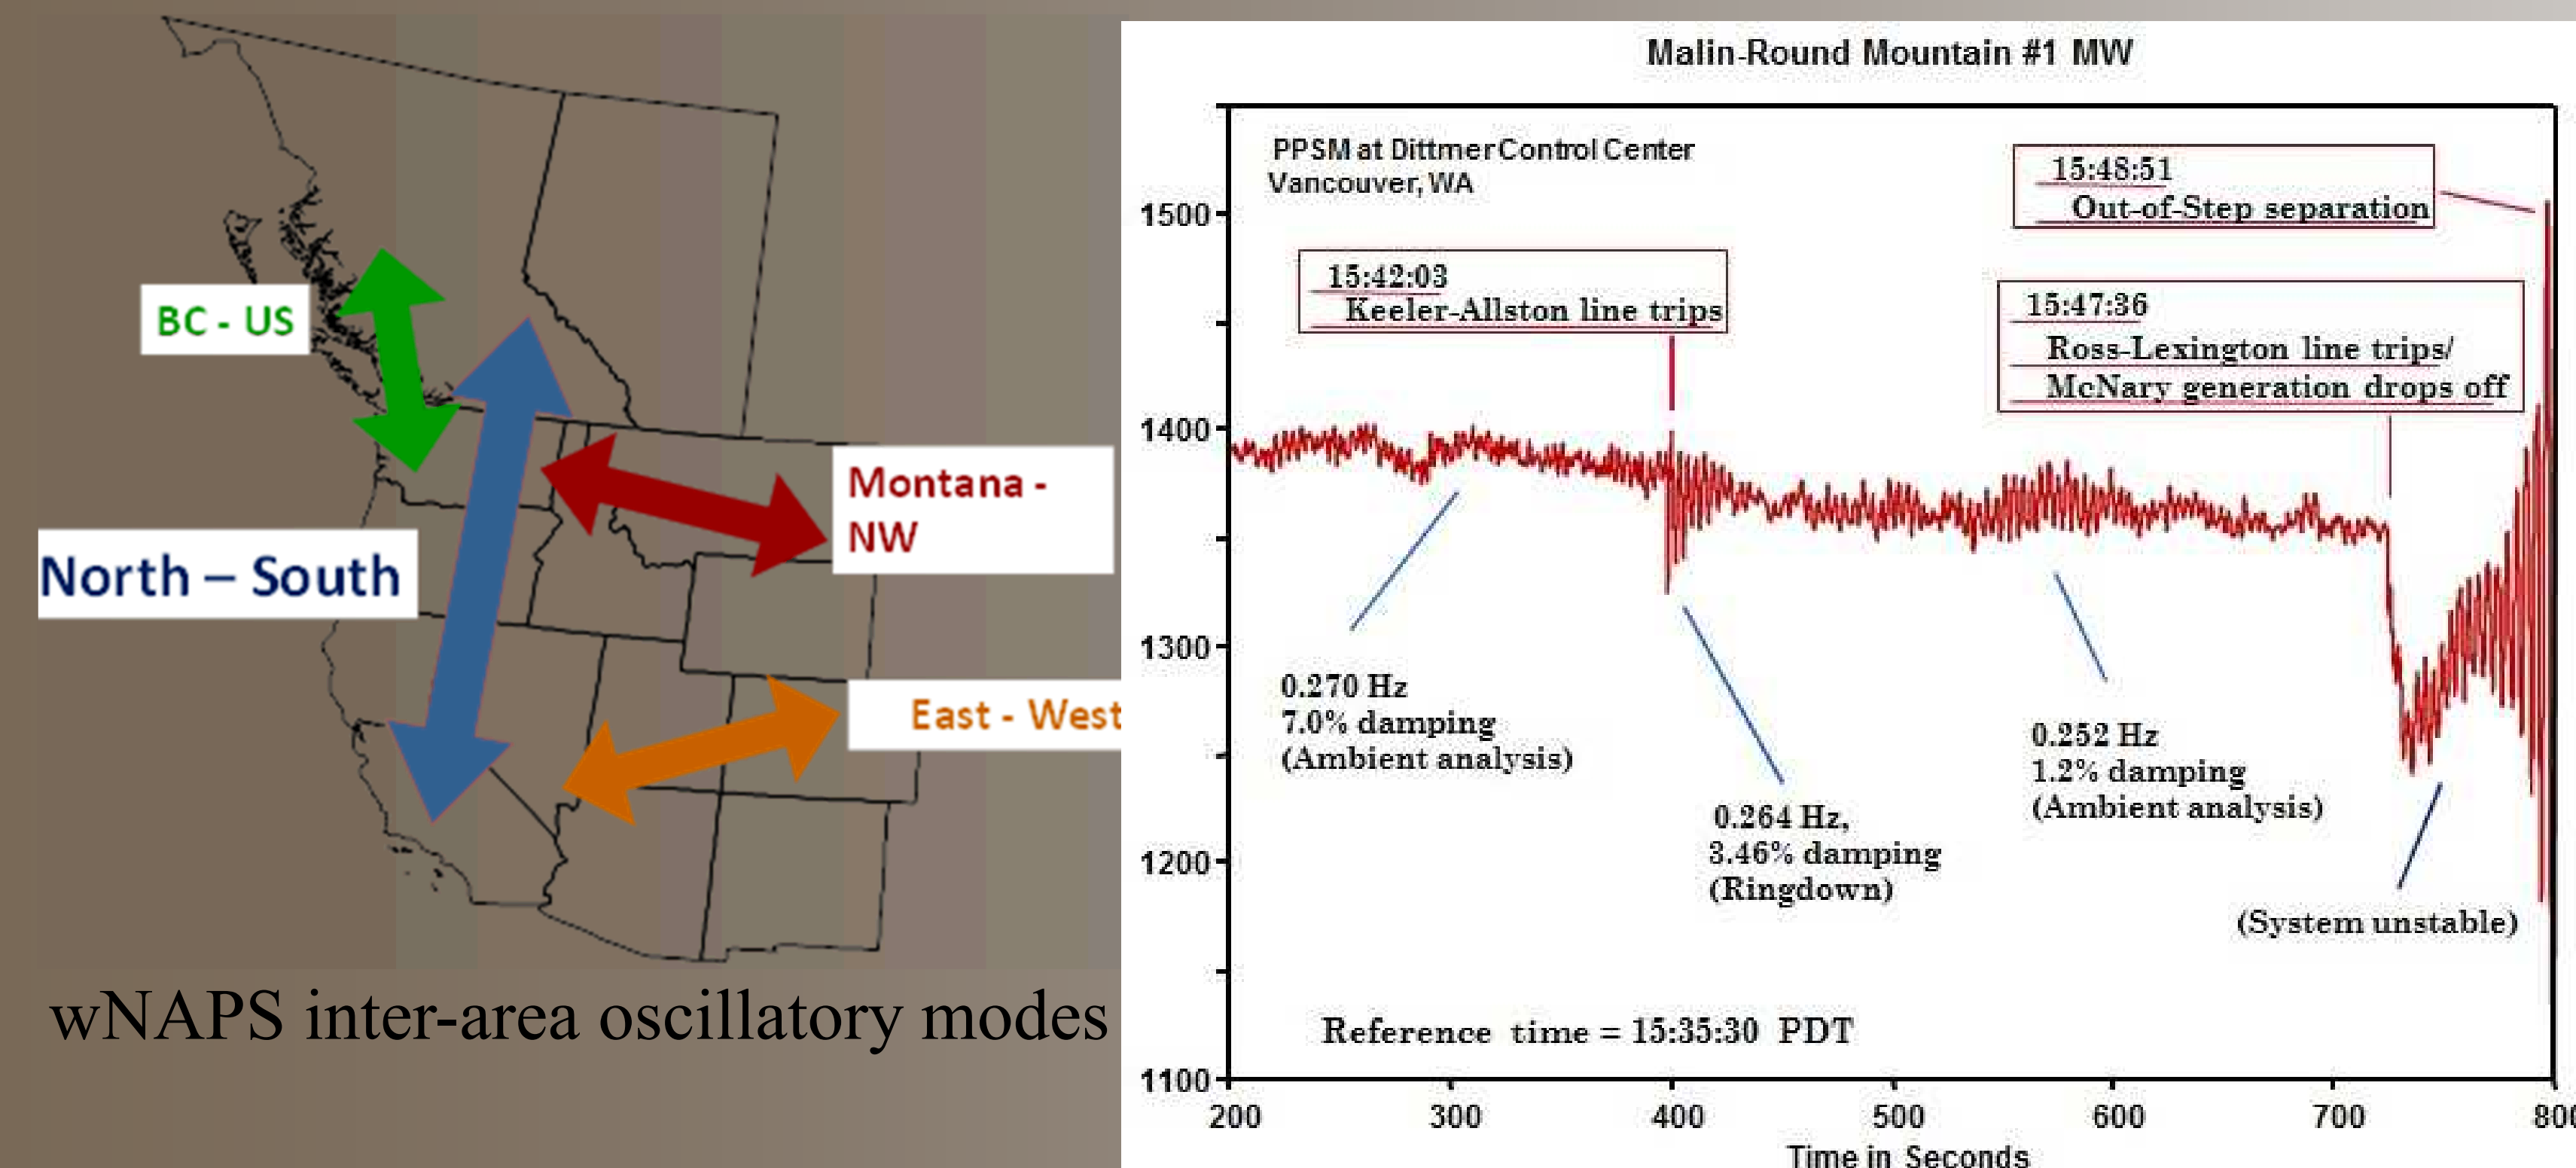 BC - US
Montana -
NW
North – South
East - West
wNAPS inter-area oscillatory modes
Malin-Round Mountain #1 MW
PPSM at Dittmer Control Center
Vancouver, WA
15:48:51
Out-of-Step separation
15:42:03
Keeler-Allston line trips
15:47:36
Ross-Lexington line trips/
McNary generation drops off
1500
1400
1300
1200
1100
0.270 Hz
7.0% damping
(Ambient analysis)
0.264 Hz,
3.46% damping
(Ringdown)
0.252 Hz
1.2% damping
(Ambient analysis)
(System unstable)
Reference time = 15:35:30 PDT
200 300 400 500 600 700 800
Time in Seconds